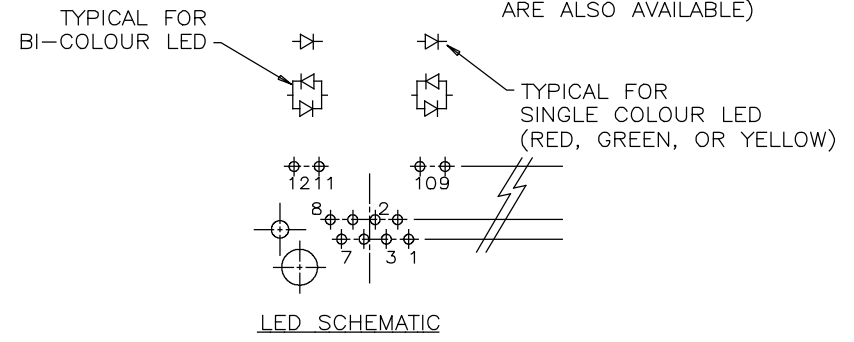 ARE ALSO AVAILABLE)
TYPICAL FOR
BI-COLOUR LED
TYPICAL FOR
SINGLE COLOUR LED
(RED, GREEN, OR YELLOW)
12 11
10 9
8
2
7
3
1
LED SCHEMATIC